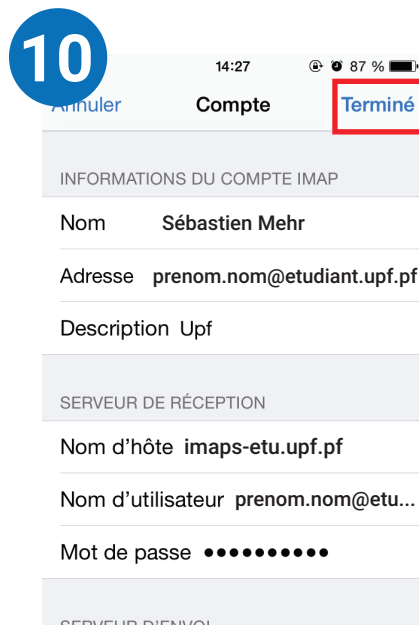 10
14:27
87 %
Annuler Compte Terminé
INFORMATIONS DU COMPTE IMAP
Nom Sébastien Mehr
Adresse prenom.nom@etudiant.upf.pf
Description Upf
SERVEUR DE RÉCEPTION
Nom d’hôte imaps-etu.upf.pf
Nom d’utilisateur prenom.nom@etu...
Mot de passe ●●●●●●●●●●
SERVEUR D’ENVOI